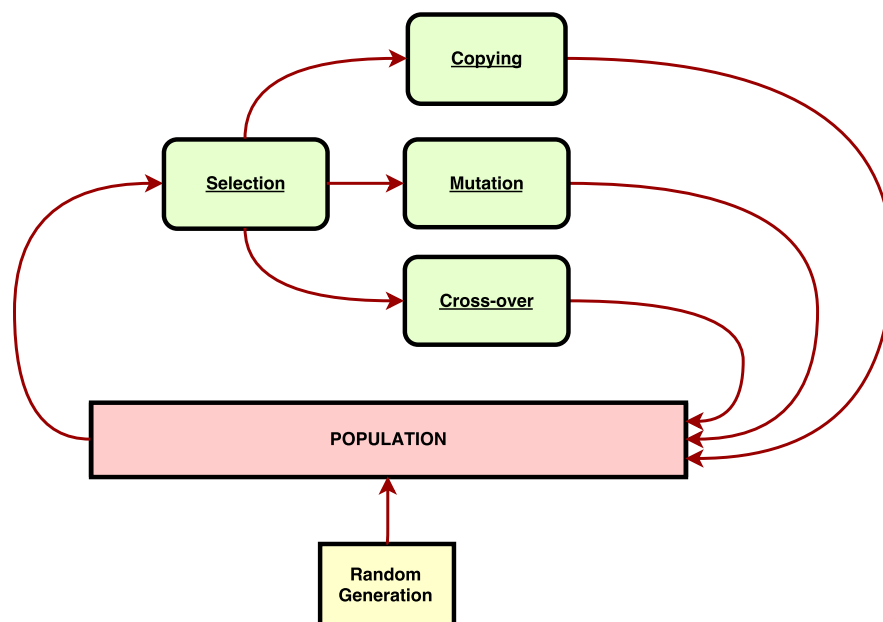 Copying
Selection
Mutation
Cross-over
POPULATION
Random
Generation